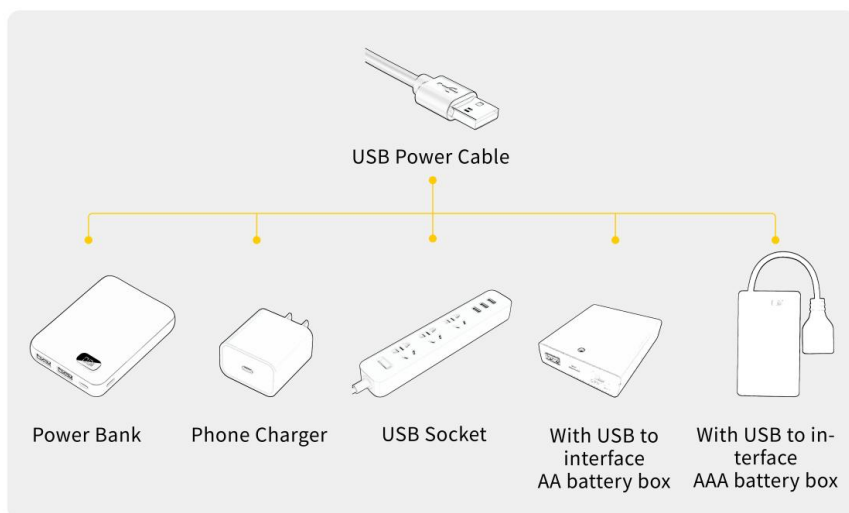 USB Power Cable
Power Bank
Phone Charger
USB Socket
With USB to
interface
AA battery box
With USB to in-
terface
AAA battery box